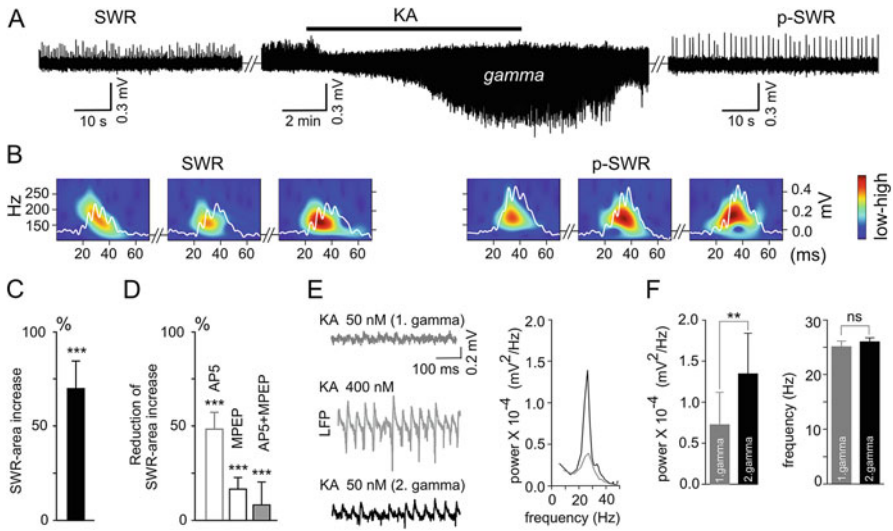 A
SWR
KA
p-SWR
gamma
10 s
0.3 mV
2 min
0.3 mV
10 s
0.3 mV
B
SWR
p-SWR
Hz
250
200
150
20 40 60
20 40 60
20 40 60
20 40 60
20 40 60
20 40 60
(ms)
0.4
0.2
0.0
mV
low-high
C
%
SWR-area increase
100
50
0
***
D
%
Reduction of
SWR-area increase
100
50
0
AP5
***
MPEP
***
AP5+MPEP
***
E
KA 50 nM (1. gamma)
100 ms
0.2 mV
KA 400 nM
LFP
KA 50 nM (2. gamma)
power X 10-4 (mV2/Hz)
2.0
1.5
1.0
0.5
0.0
0 20 40
frequency (Hz)
F
power X 10-4 (mV2/Hz)
2.0
1.5
1.0
0.5
0.0
**
1.gamma
2.gamma
frequency (Hz)
30
20
10
0
ns
1.gamma
2.gamma